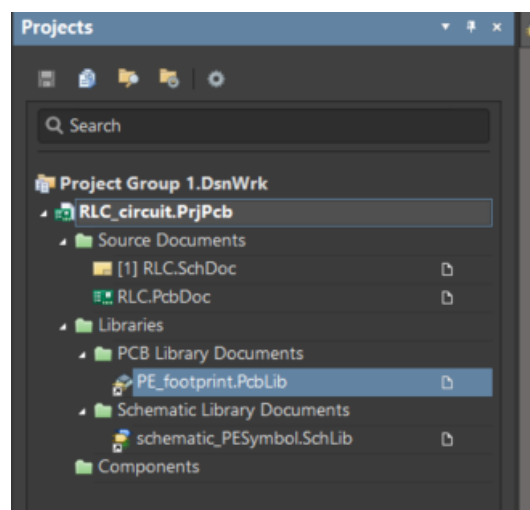 Projects
Search
Project Group 1.DsnWrk
RLC_circuit.PrjPcb
Source Documents
[1] RLC.SchDoc
RLC.PcbDoc
Libraries
PCB Library Documents
PE_footprint.PcbLib
Schematic Library Documents
schematic_PESymbol.SchLib
Components